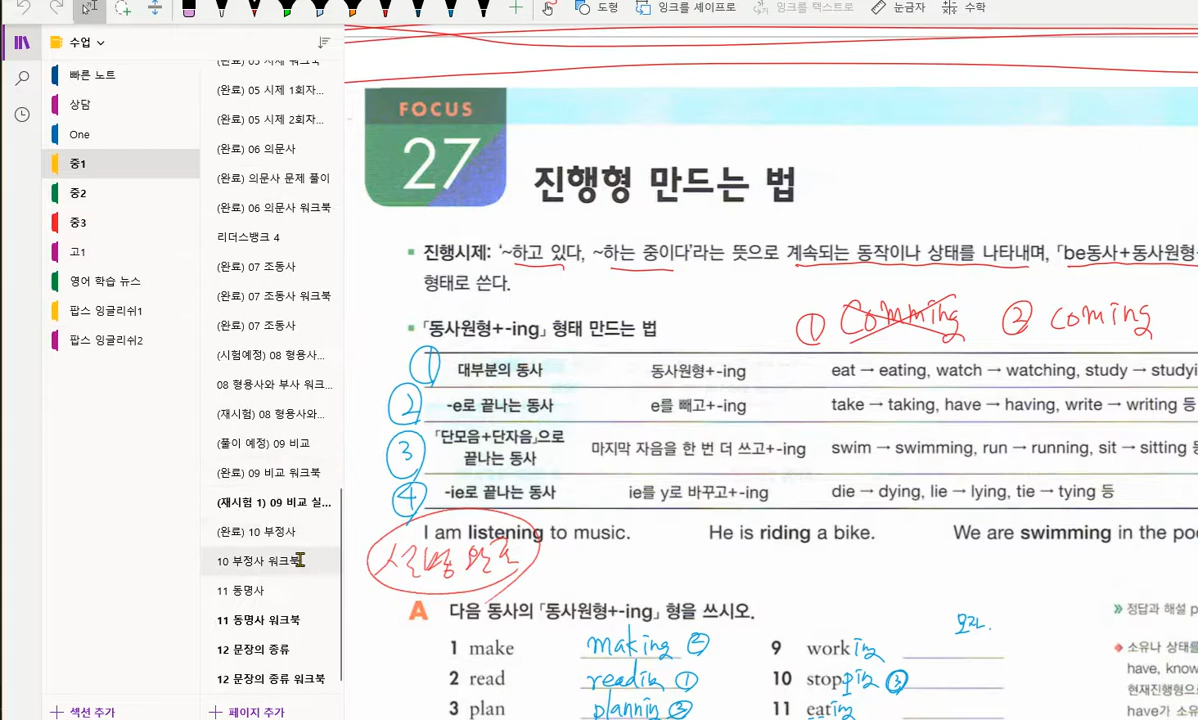 도형
잉크를 셰이프로
잉크를 텍스트로
눈금자
수학
수업
빠른 노트
상담
One
중1
중2
중3
고1
영어 학습 뉴스
팝스 잉글리쉬1
팝스 잉글리쉬2
섹션 추가
(완료) 05 시제 워크북
(완료) 05 시제 1회자...
(완료) 05 시제 2회자...
(완료) 06 의문사
(완료) 의문사 문제 풀이
(완료) 06 의문사 워크북
리더스뱅크 4
(완료) 07 조동사
(완료) 07 조동사 워크북
(완료) 07 조동사
(시험예정) 08 형용사...
08 형용사와 부사 워크...
(재시험) 08 형용사와...
(풀이 예정) 09 비교
(완료) 09 비교 워크북
(재시험 1) 09 비교 실...
(완료) 10 부정사
10 부정사 워크북
11 동명사
11 동명사 워크북
12 문장의 종류
12 문장의 종류 워크북
페이지 추가
FOCUS
27
진행형 만드는 법
진행시제: '~하고 있다, ~하는 중이다'라는 뜻으로 계속되는 동작이나 상태를 나타내며, 「be동사+동사원형
형태로 쓴다.
① Comming ② coming
「동사원형+-ing」 형태 만드는 법
① 대부분의 동사 동사원형+-ing eat → eating, watch → watching, study → studyi
② -e로 끝나는 동사 e를 빼고+-ing take → taking, have → having, write → writing 등
③ 「단모음+단자음」으로 끝나는 동사 마지막 자음을 한 번 더 쓰고+-ing swim → swimming, run → running, sit → sitting
④ -ie로 끝나는 동사 ie를 y로 바꾸고+-ing die → dying, lie → lying, tie → tying 등
I am listening to music. He is riding a bike. We are swimming in the po
A 다음 동사의 「동사원형+-ing」 형을 쓰시오.
정답과 해설 p
1 make making ②
9 working
소유나 상태를
2 read readin ①
10 stopping ③
have, know
현재진행형으
3 plan plannin ③
11 eating
have가 소유